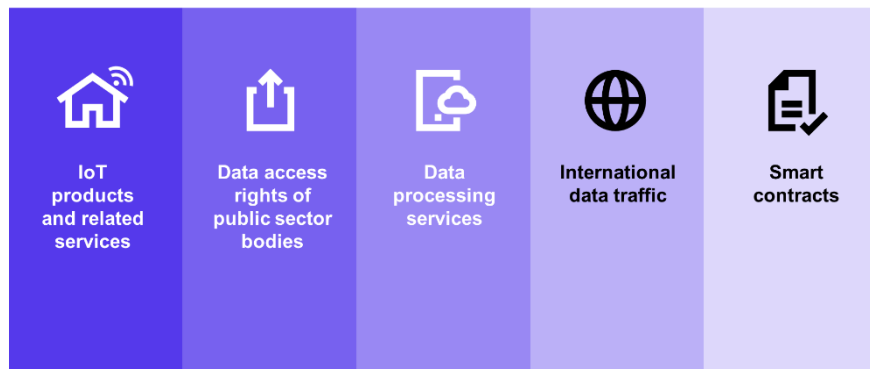 IoT
products
and related
services
Data access
rights of
public sector
bodies
Data
processing
services
International
data traffic
Smart
contracts